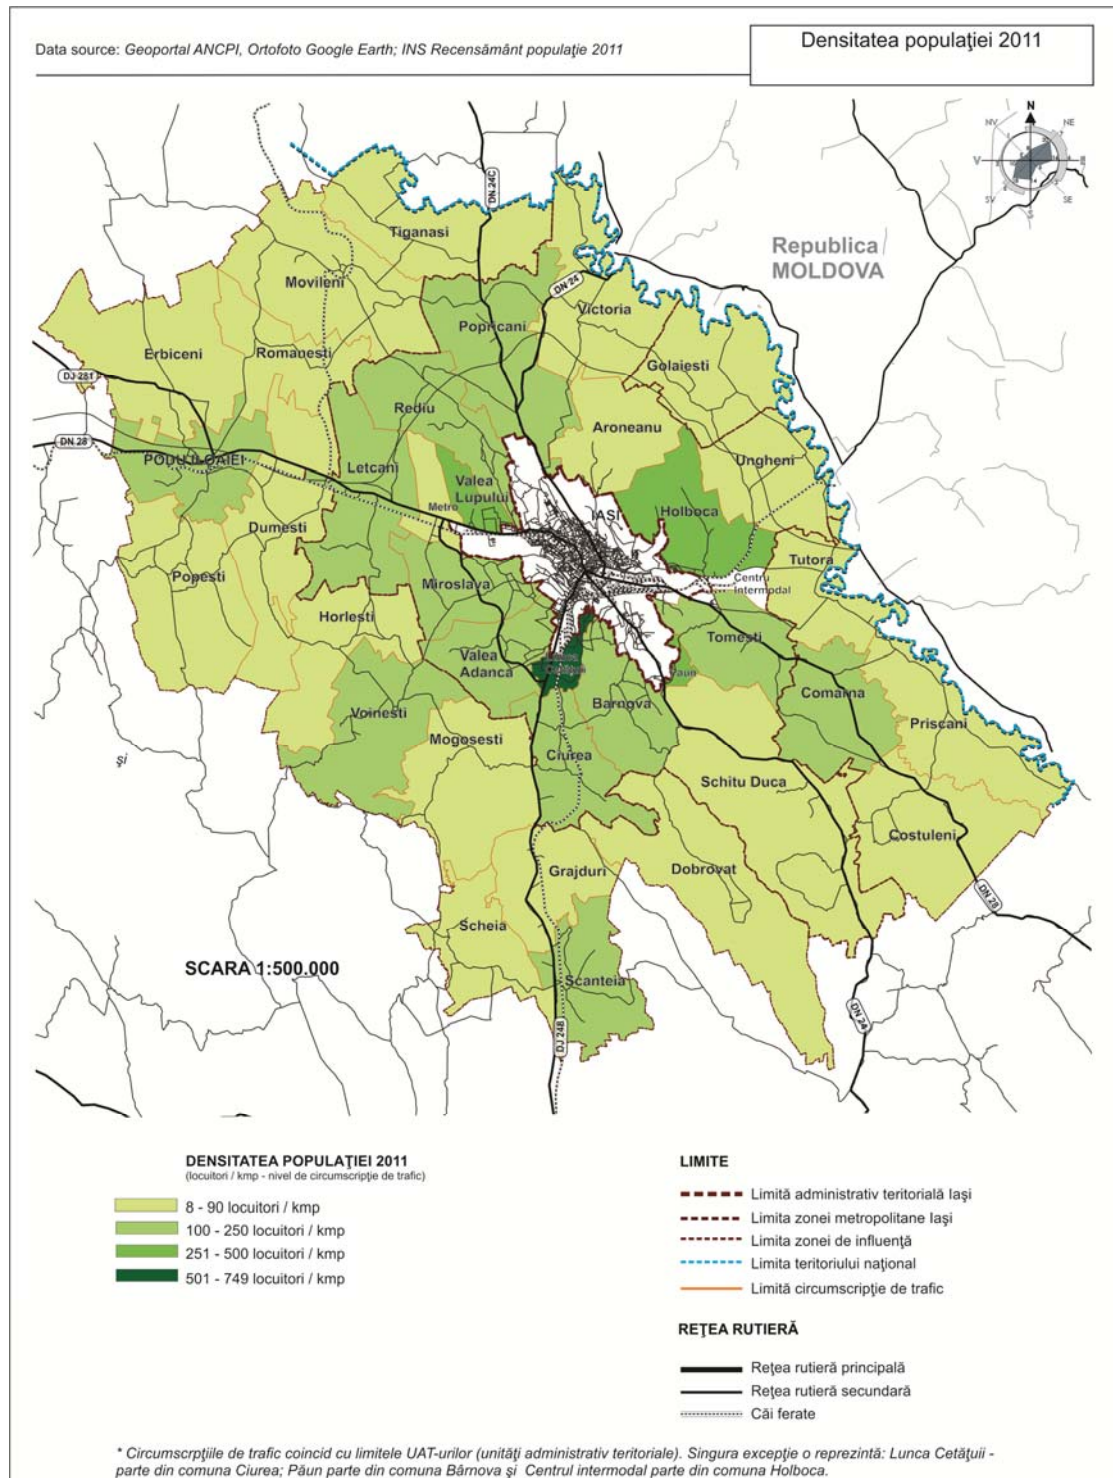 Data source: Geoportal ANCPI, Ortofoto Google Earth; INS Recensământ populaţie 2011
Densitatea populaţiei 2011
N
NV
NE
V
SV
SE
S
DN 24C
Republica
MOLDOVA
Tiganasi
Movileni
DN 24
Victoria
Popricani
Erbiceni
Romanesti
Golaiesti
DJ 281
Rediu
Aroneanu
DN 28
PODU ILOAIEI
Letcani
Valea
Lupului
Ungheni
Metro
IASI
Holboca
Dumesti
Tutora
Popesti
Miroslava
Centru
Intermodal
Horlesti
Tomesti
Valea
Adanca
Paun
Comarna
Voinesti
Barnova
Priscani
Mogosesti
Ciurea
şi
Schitu Duca
Costuleni
Grajduri
Dobrovat
DN 28
Scheia
SCARA 1:500.000
Scanteia
DN 24
DJ 248
DENSITATEA POPULAŢIEI 2011
(locuitori / kmp - nivel de circumscripţie de trafic)
8 - 90 locuitori / kmp
100 - 250 locuitori / kmp
251 - 500 locuitori / kmp
501 - 749 locuitori / kmp
LIMITE
Limită administrativ teritorială Iaşi
Limita zonei metropolitane Iaşi
Limita zonei de influenţă
Limita teritoriului naţional
Limită circumscripţie de trafic
REŢEA RUTIERĂ
Reţea rutieră principală
Reţea rutieră secundară
Căi ferate
* Circumscrpţiile de trafic coincid cu limitele UAT-urilor (unităţi administrativ teritoriale). Singura excepţie o reprezintă: Lunca Cetăţuii -
parte din comuna Ciurea; Păun parte din comuna Bârnova şi Centrul intermodal parte din comuna Holboca.